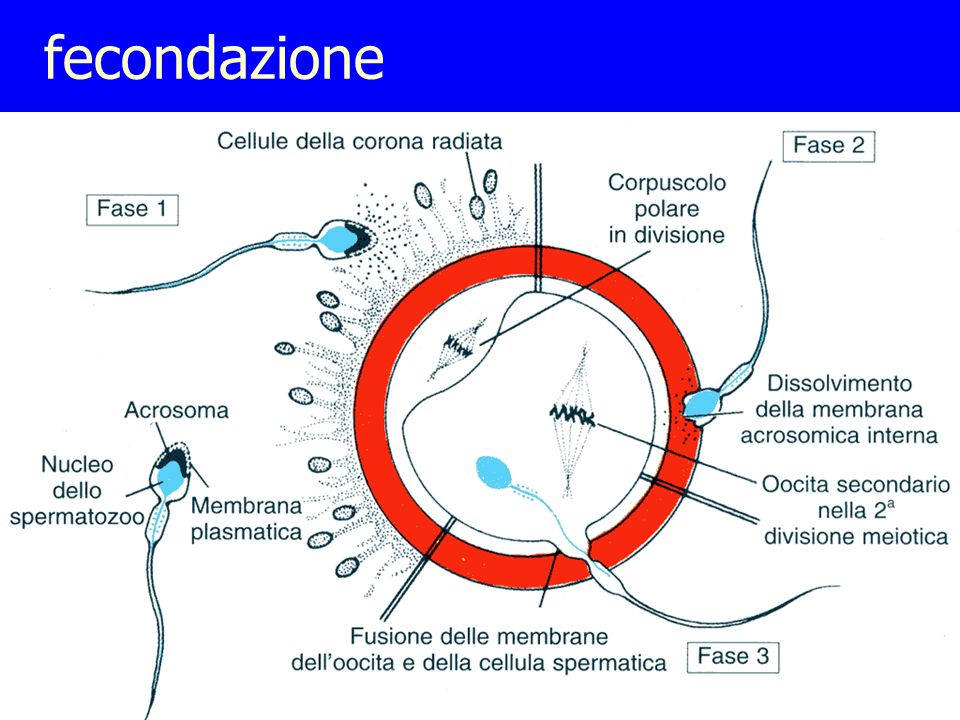 fecondazione
Cellule della corona radiata
Fase 2
Corpuscolo
polare
in divisione
Fase 1
Dissolvimento
della membrana
acrosomica interna
Acrosoma
Nucleo
dello
spermatozoo
Membrana
plasmatica
Oocita secondario
nella 2ª
divisione meiotica
Fusione delle membrane
dell'oocita e della cellula spermatica
Fase 3